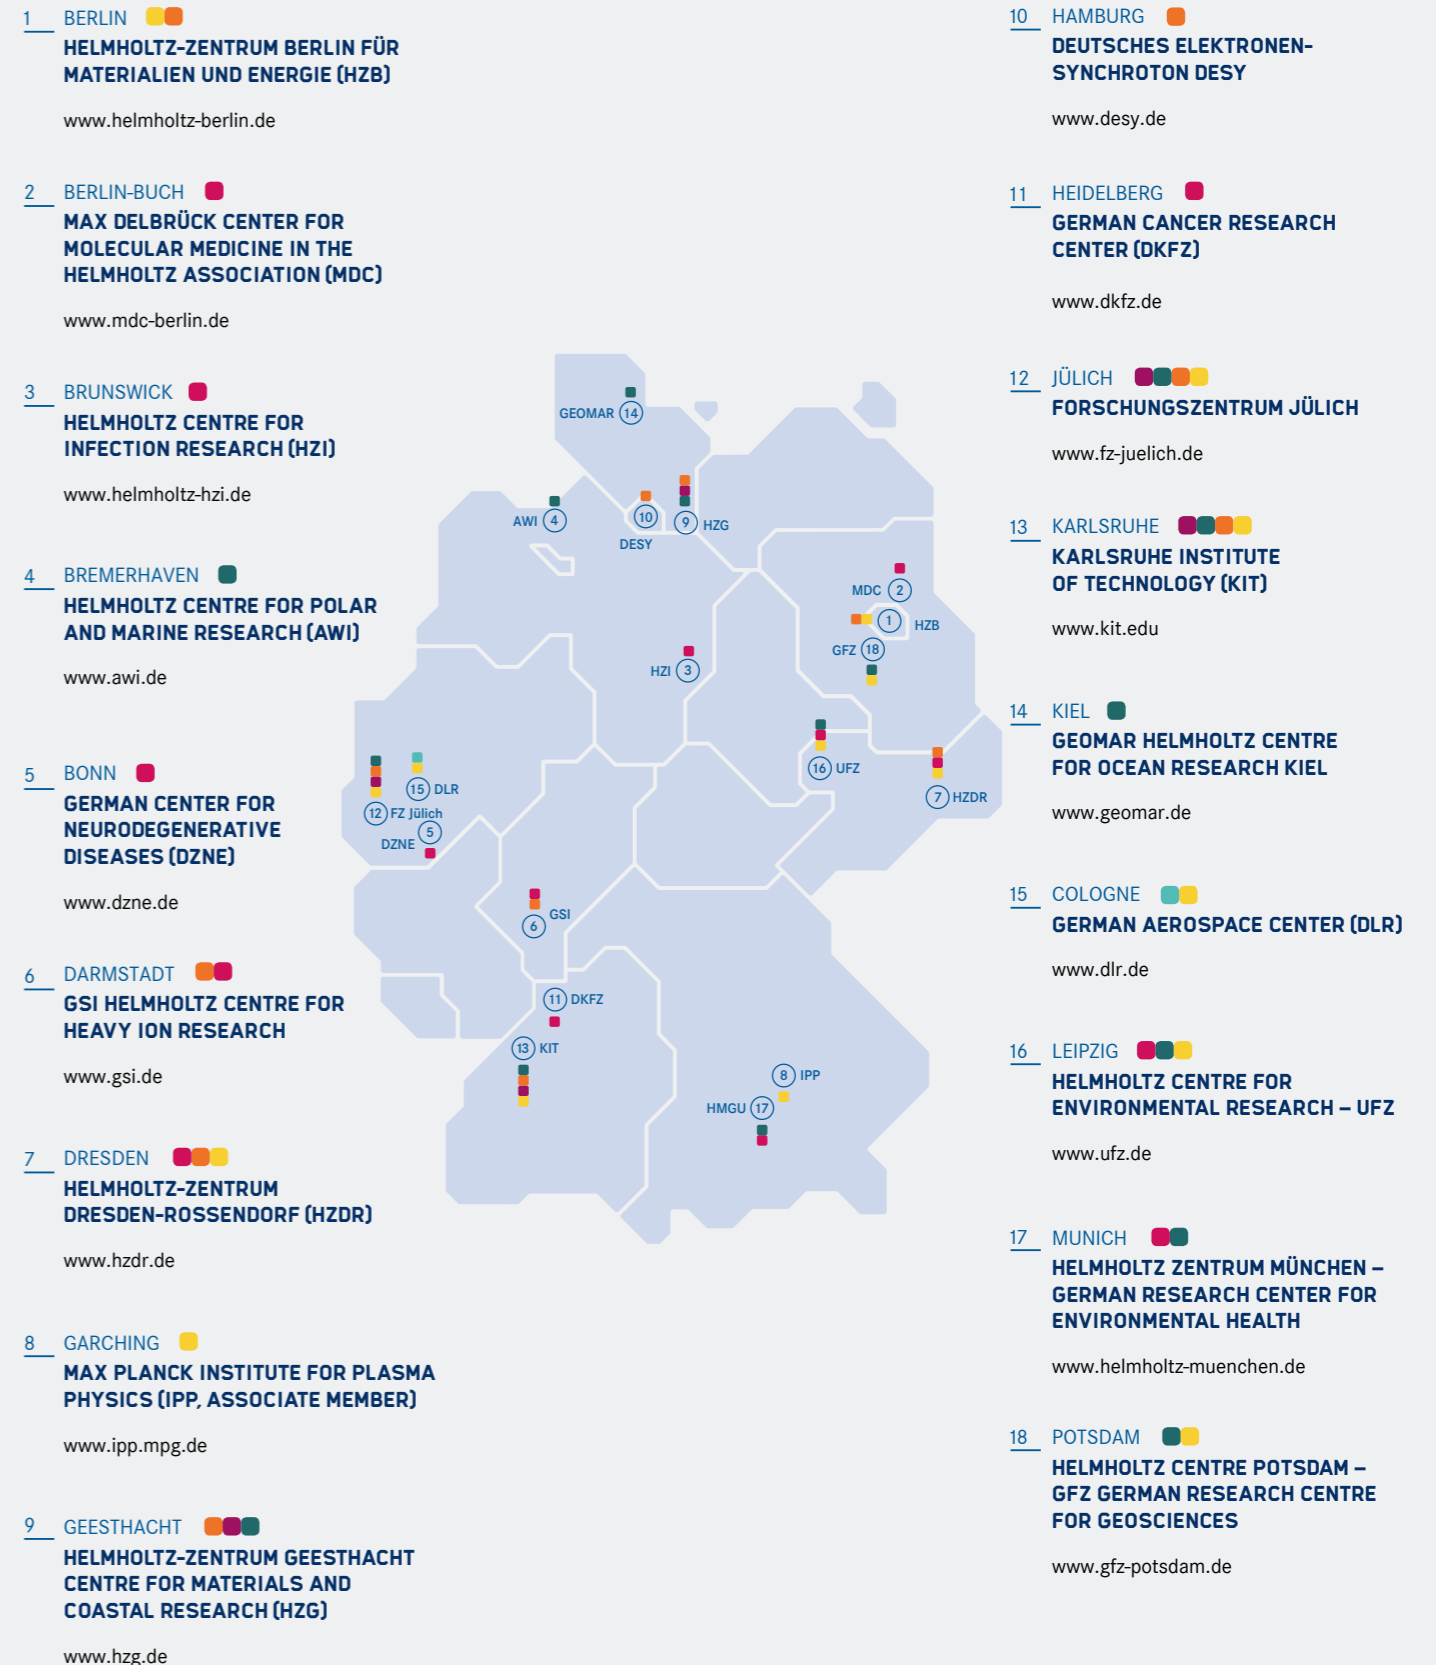 1 BERLIN
HELMHOLTZ-ZENTRUM BERLIN FÜR
MATERIALIEN UND ENERGIE (HZB)
www.helmholtz-berlin.de
2 BERLIN-BUCH
MAX DELBRÜCK CENTER FOR
MOLECULAR MEDICINE IN THE
HELMHOLTZ ASSOCIATION (MDC)
www.mdc-berlin.de
3 BRUNSWICK
HELMHOLTZ CENTRE FOR
INFECTION RESEARCH (HZI)
www.helmholtz-hzi.de
4 BREMERHAVEN
HELMHOLTZ CENTRE FOR POLAR
AND MARINE RESEARCH (AWI)
www.awi.de
5 BONN
GERMAN CENTER FOR
NEURODEGENERATIVE
DISEASES (DZNE)
www.dzne.de
6 DARMSTADT
GSI HELMHOLTZ CENTRE FOR
HEAVY ION RESEARCH
www.gsi.de
7 DRESDEN
HELMHOLTZ-ZENTRUM
DRESDEN-ROSSENDORF (HZDR)
www.hzdr.de
8 GARCHING
MAX PLANCK INSTITUTE FOR PLASMA
PHYSICS (IPP, ASSOCIATE MEMBER)
www.ipp.mpg.de
9 GEESTHACHT
HELMHOLTZ-ZENTRUM GEESTHACHT
CENTRE FOR MATERIALS AND
COASTAL RESEARCH (HZG)
www.hzg.de
GEOMAR 14
AWI 4
10
DESY
9 HZG
MDC 2
1 HZB
GFZ 18
HZI 3
16 UFZ
7 HZDR
15 DLR
12 FZ Jülich
5
DZNE
GSI
6
11 DKFZ
13 KIT
8 IPP
HMGU 17
10 HAMBURG
DEUTSCHES ELEKTRONEN-
SYNCHROTON DESY
www.desy.de
11 HEIDELBERG
GERMAN CANCER RESEARCH
CENTER (DKFZ)
www.dkfz.de
12 JÜLICH
FORSCHUNGSZENTRUM JÜLICH
www.fz-juelich.de
13 KARLSRUHE
KARLSRUHE INSTITUTE
OF TECHNOLOGY (KIT)
www.kit.edu
14 KIEL
GEOMAR HELMHOLTZ CENTRE
FOR OCEAN RESEARCH KIEL
www.geomar.de
15 COLOGNE
GERMAN AEROSPACE CENTER (DLR)
www.dlr.de
16 LEIPZIG
HELMHOLTZ CENTRE FOR
ENVIRONMENTAL RESEARCH – UFZ
www.ufz.de
17 MUNICH
HELMHOLTZ ZENTRUM MÜNCHEN –
GERMAN RESEARCH CENTER FOR
ENVIRONMENTAL HEALTH
www.helmholtz-muenchen.de
18 POTSDAM
HELMHOLTZ CENTRE POTSDAM –
GFZ GERMAN RESEARCH CENTRE
FOR GEOSCIENCES
www.gfz-potsdam.de